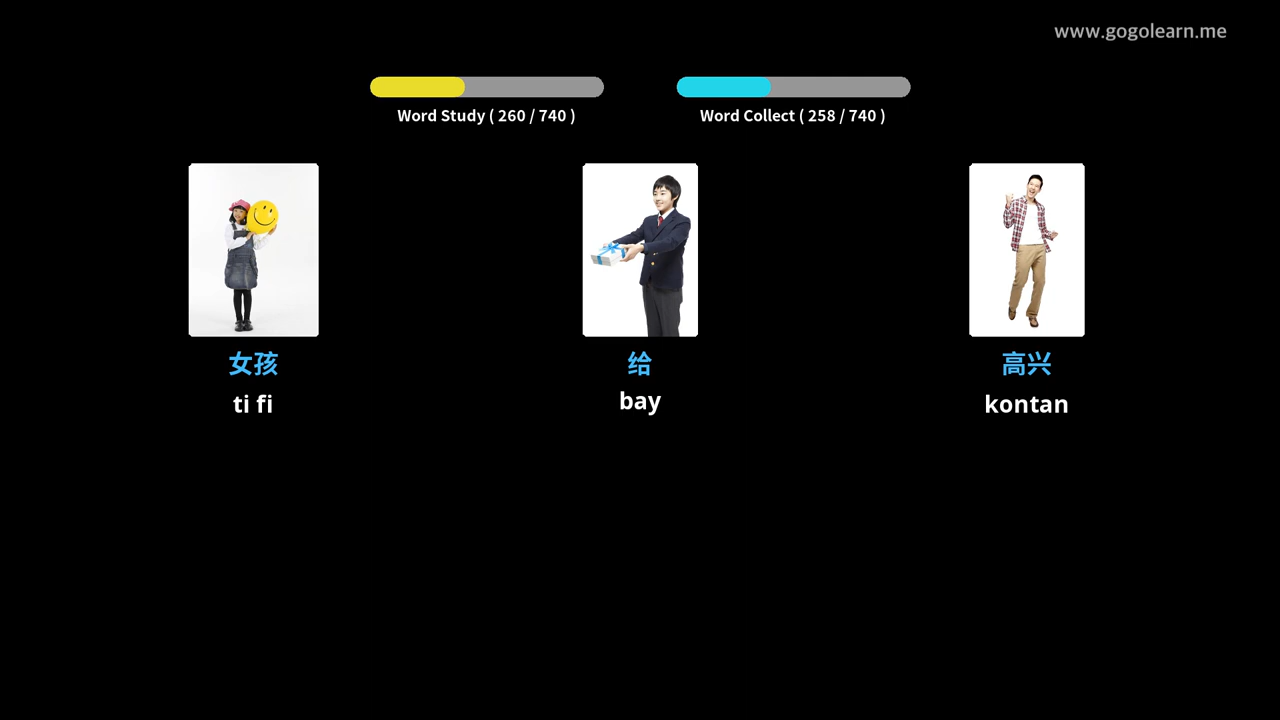 www.gogolearn.me
Word Study ( 260 / 740 )
Word Collect ( 258 / 740 )
女孩
给
高兴
ti fi
bay
kontan